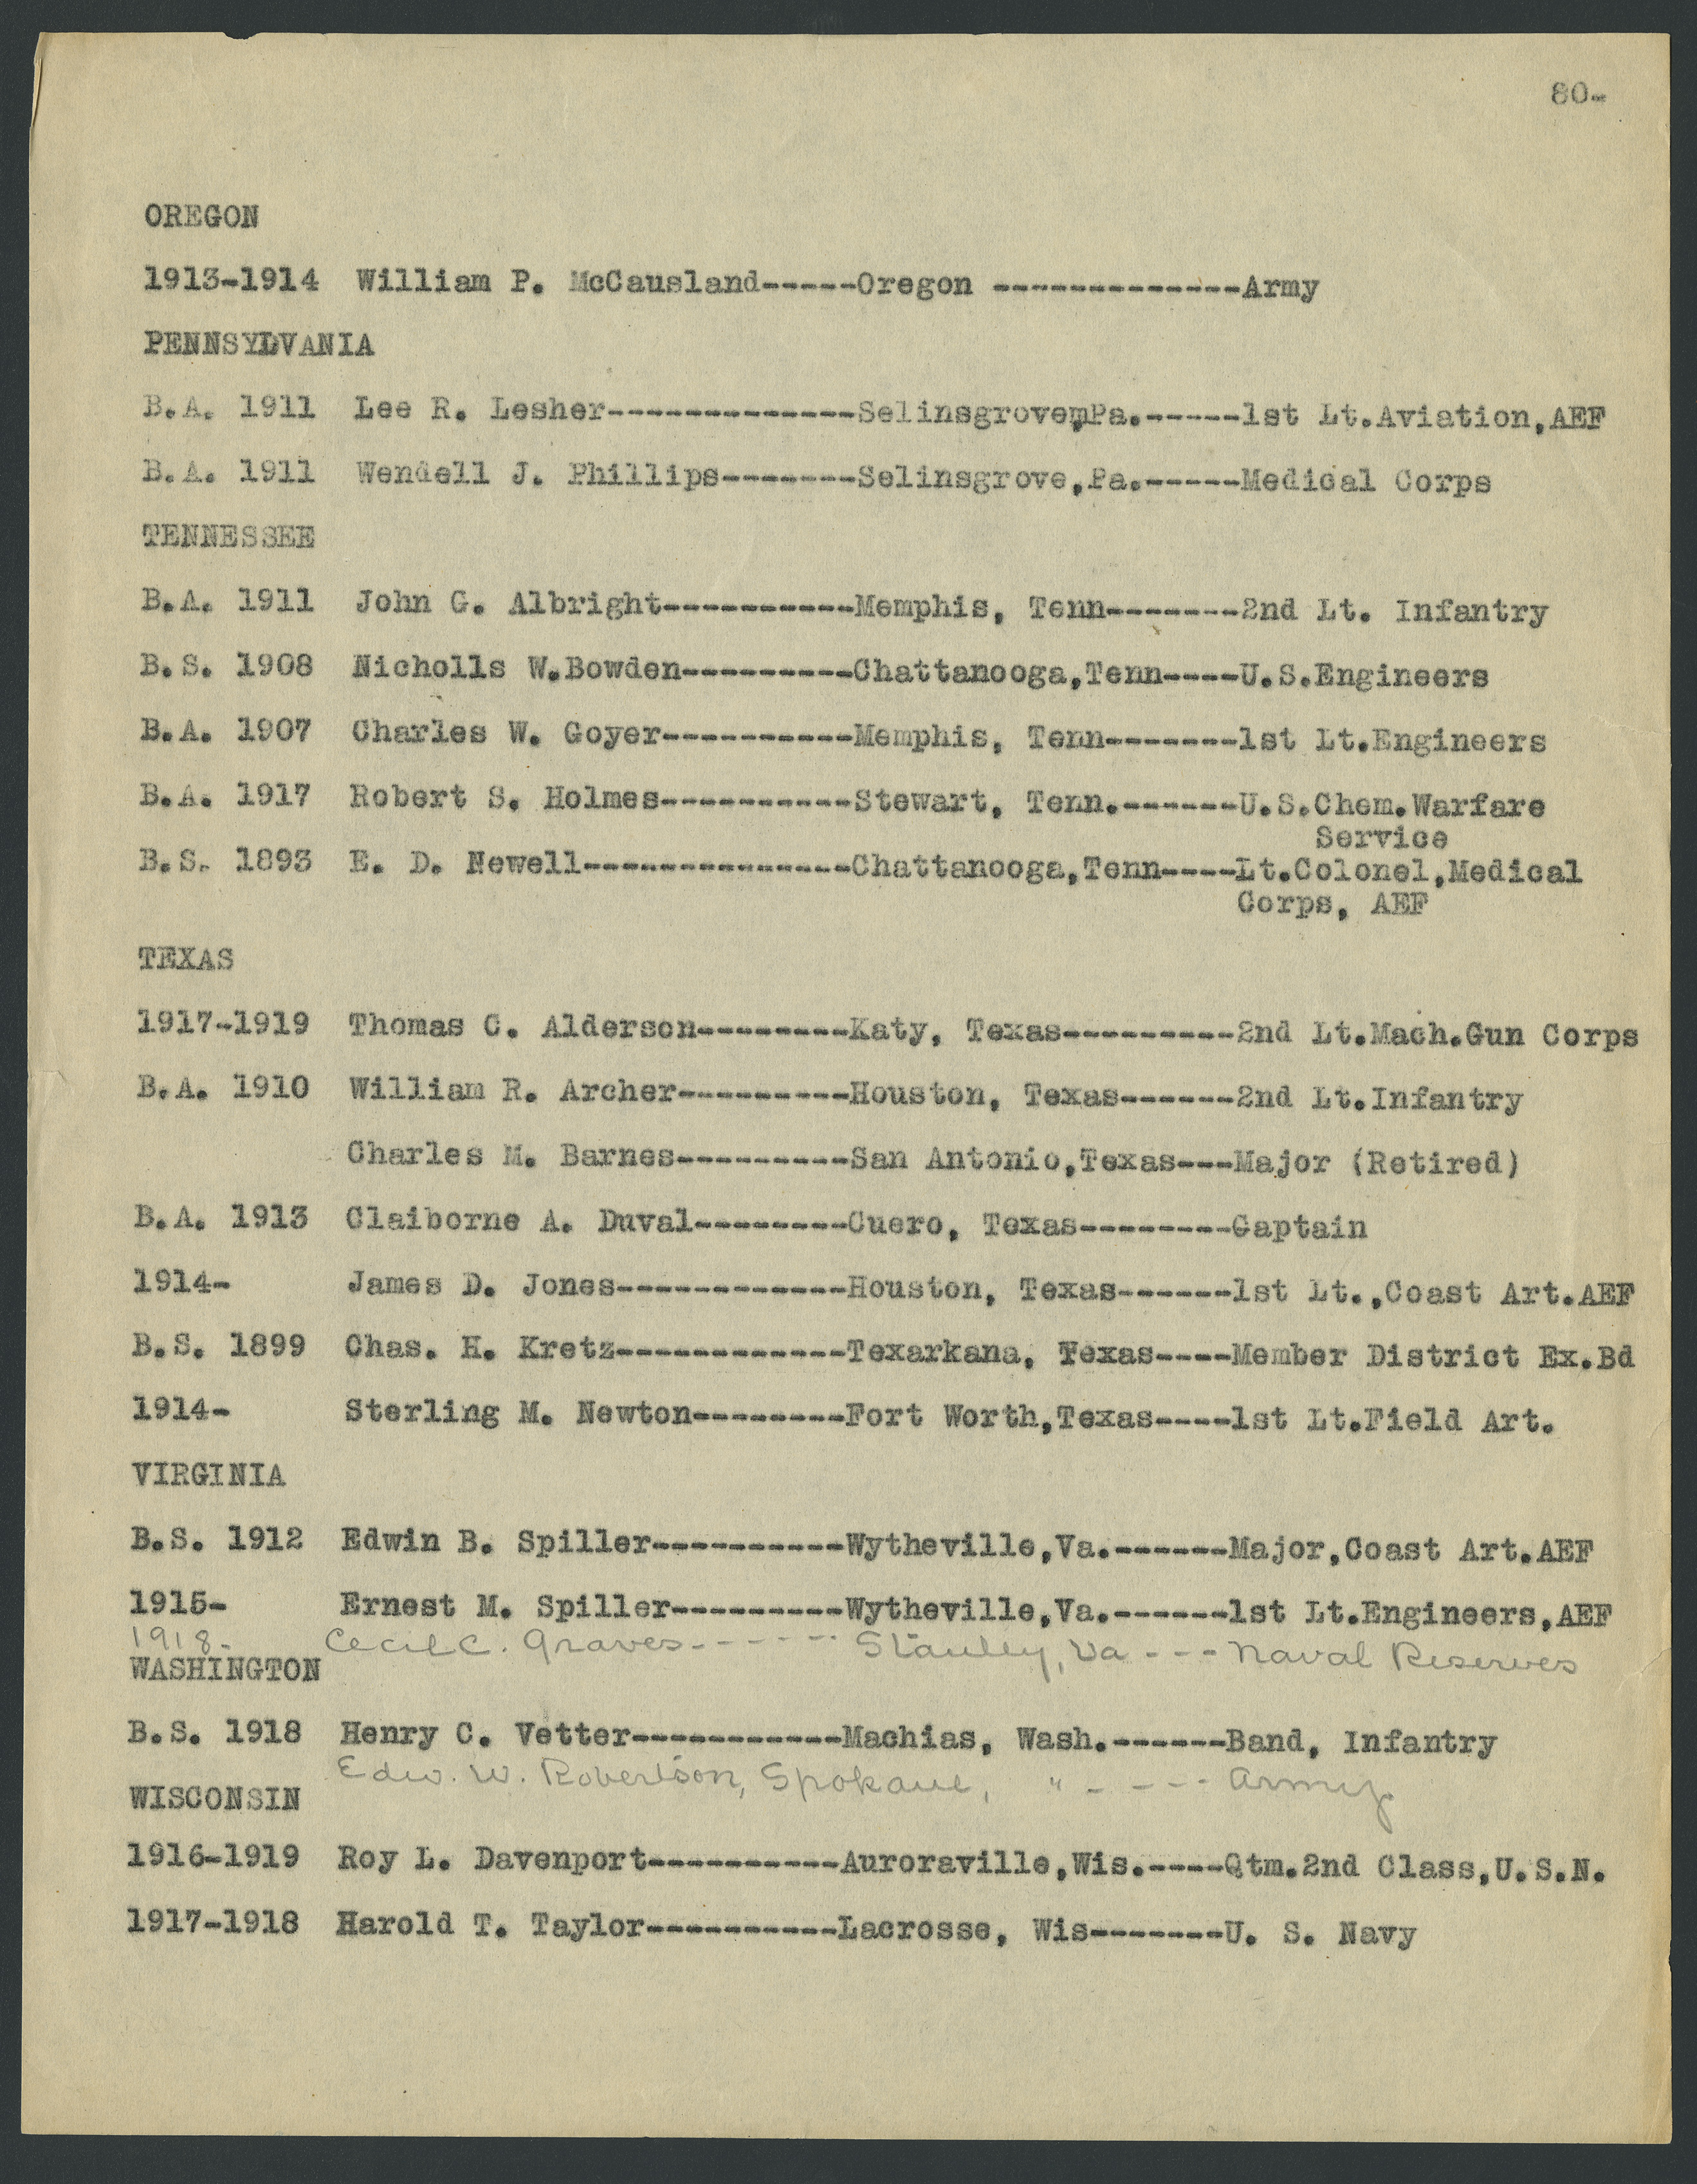 80-
OREGON
1913-1914 William P. McCausland-----Oregon -------------Army
PENNSYLVANIA
B.A. 1911 Lee R. Lesher-------------Selinsgrove,Pa.-----1st Lt.Aviation,AEF
B.A. 1911 Wendell J. Phillips-------Selinsgrove,Pa.-----Medical Corps
TENNESSEE
B.A. 1911 John G. Albright----------Memphis, Tenn-------2nd Lt. Infantry
B.S. 1908 Nicholls W.Bowden---------Chattanooga,Tenn----U.S.Engineers
B.A. 1907 Charles W. Goyer----------Memphis, Tenn-------1st Lt.Engineers
B.A. 1917 Robert S. Holmes----------Stewart, Tenn.------U.S.Chem.Warfare
Service
B.S. 1893 E. D. Newell--------------Chattanooga,Tenn----Lt.Colonel,Medical
Corps, AEF
TEXAS
1917-1919 Thomas C. Alderson--------Katy, Texas---------2nd Lt.Mach.Gun Corps
B.A. 1910 William R. Archer---------Houston, Texas------2nd Lt.Infantry
Charles M. Barnes---------San Antonio,Texas---Major (Retired)
B.A. 1913 Claiborne A. Duval--------Cuero, Texas--------Captain
1914- James D. Jones------------Houston, Texas------1st Lt.,Coast Art.AEF
B.S. 1899 Chas. H. Kretz------------Texarkana, Texas----Member District Ex.Bd
1914- Sterling M. Newton--------Fort Worth,Texas----1st Lt.Field Art.
VIRGINIA
B.S. 1912 Edwin B. Spiller----------Wytheville,Va.------Major,Coast Art.AEF
1915- Ernest M. Spiller---------Wytheville,Va.------1st Lt.Engineers,AEF
1918- Cecil C. Graves------- , Va --- Naval Reserves
WASHINGTON
B.S. 1918 Henry C. Vetter-----------Machias, Wash.------Band, Infantry
Edw. W. Robertson, Spokane, " ----- Army
WISCONSIN
1916-1919 Roy L. Davenport----------Auroraville,Wis.----Qtm.2nd Class,U.S.N.
1917-1918 Harold T. Taylor----------Lacrosse, Wis-------U. S. Navy